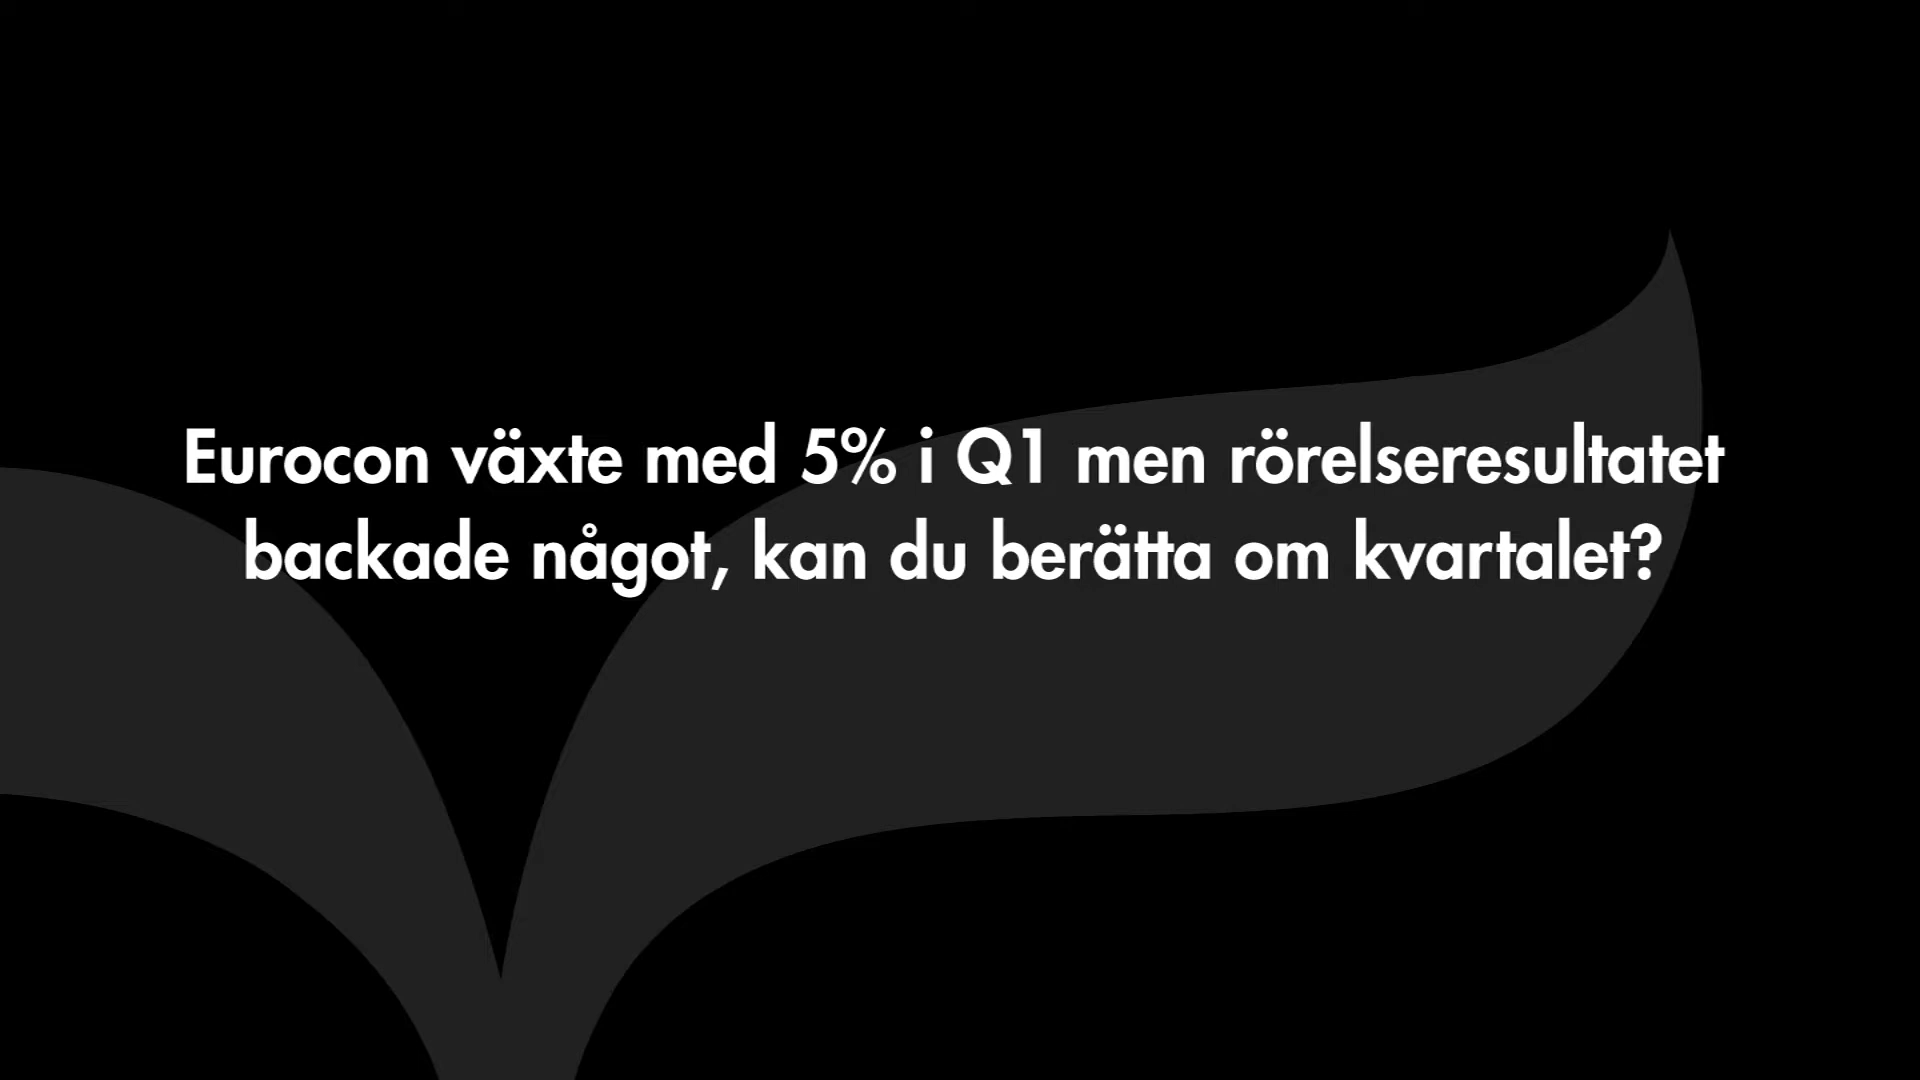 Eurocon växte med 5% i Q1 men rörelseresultatet
backade något, kan du berätta om kvartalet?